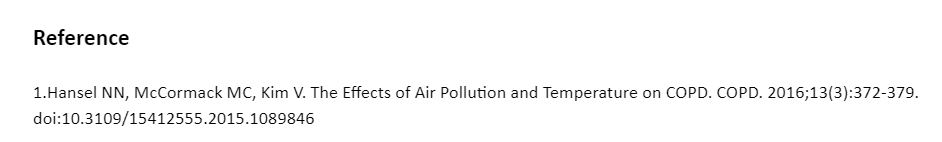 Reference
1.Hansel NN, McCormack MC, Kim V. The Effects of Air Pollution and Temperature on COPD. COPD. 2016;13(3):372-379.
doi:10.3109/15412555.2015.1089846